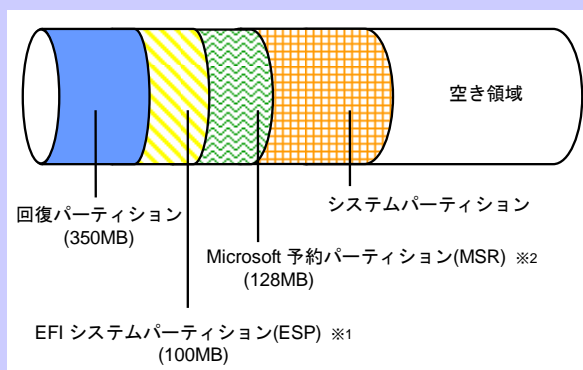 空き領域
回復パーティション
(350MB)
システムパーティション
Microsoft 予約パーティション(MSR) ※2
(128MB)
EFI システムパーティション(ESP) ※1
(100MB)